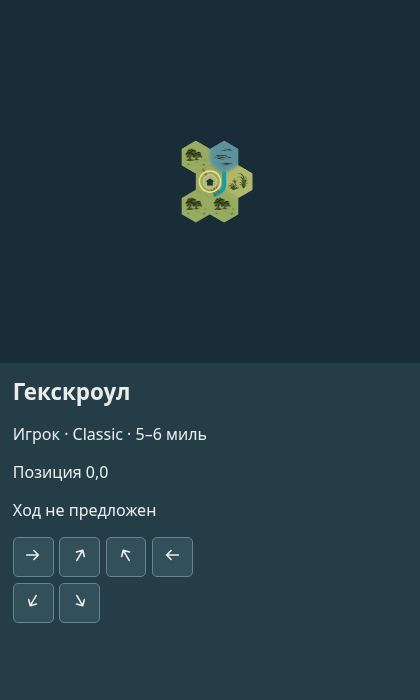 Гекскроул
Игрок · Classic · 5–6 миль
Позиция 0,0
Ход не предложен
→ ↗ ↖ ←
↙ ↘